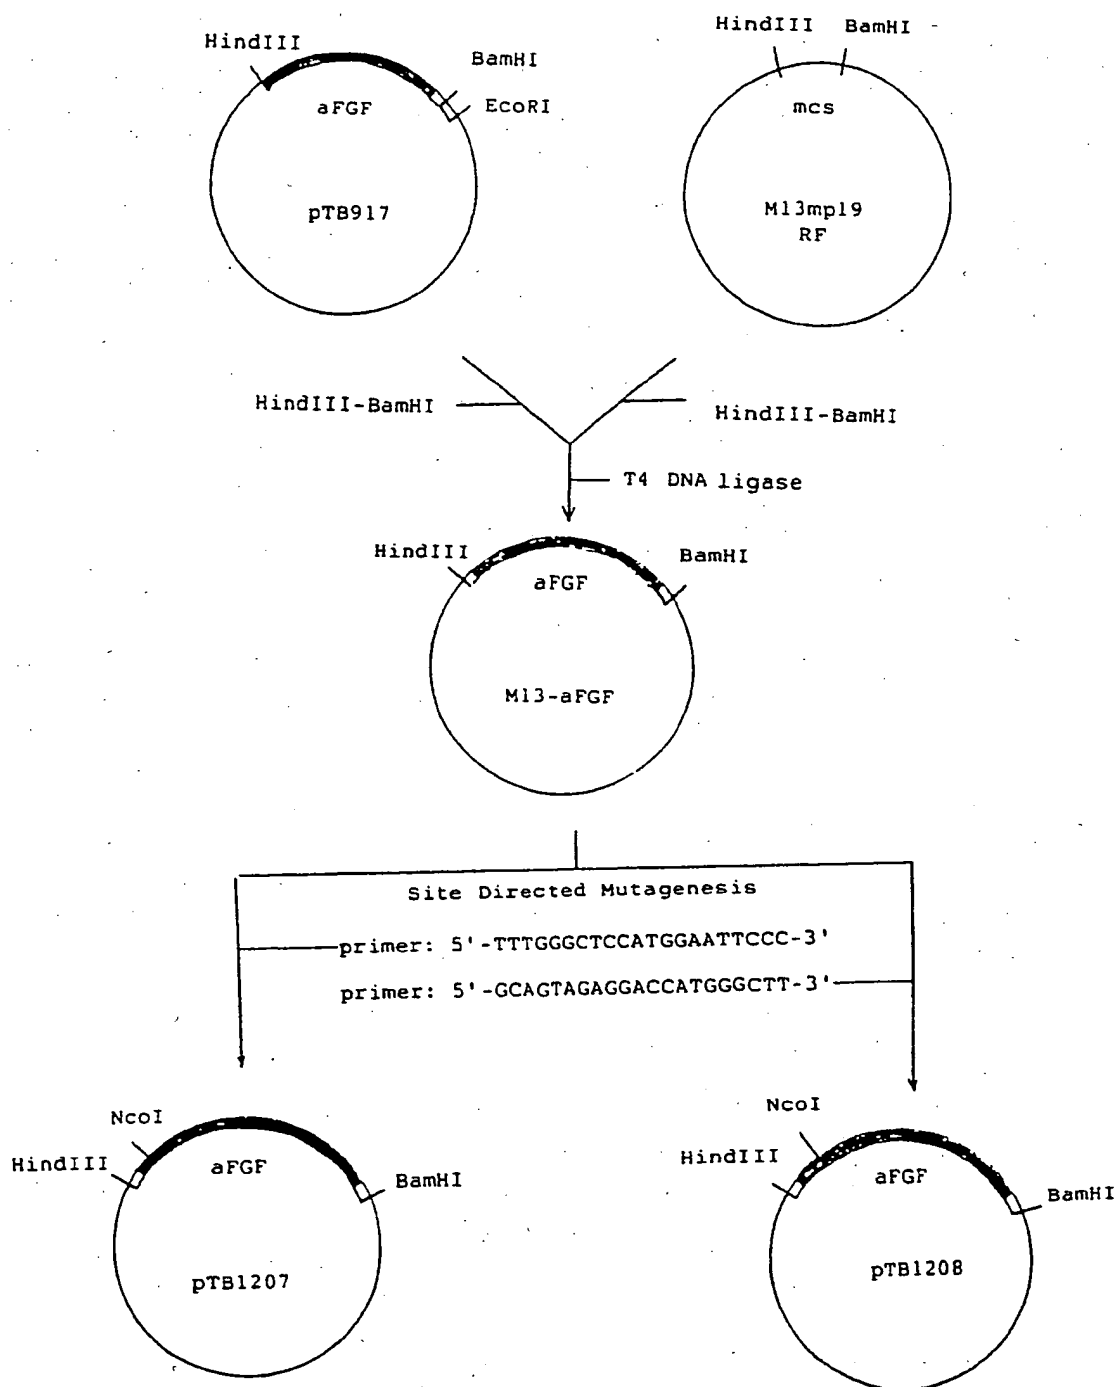 HindIII
BamHI
EcoRI
aFGF
pTB917
HindIII BamHI
mcs
M13mp19
RF
HindIII-BamHI
HindIII-BamHI
T4 DNA ligase
HindIII
BamHI
aFGF
M13-aFGF
Site Directed Mutagenesis
primer: 5'-TTTGGGCTCCATGGAATTCCC-3'
primer: 5'-GCAGTAGAGGACCATGGGCTT-3'
NcoI
HindIII
aFGF
BamHI
pTB1207
NcoI
HindIII
aFGF
BamHI
pTB1208